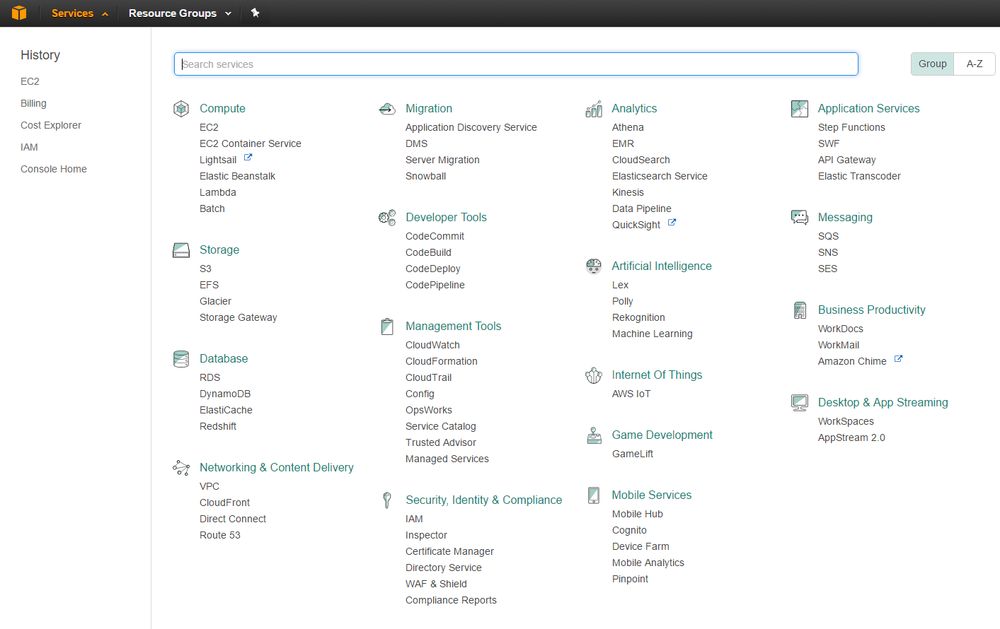 Services
Resource Groups
History
EC2
Billing
Cost Explorer
IAM
Console Home
Search services
Group
A-Z
Compute
EC2
EC2 Container Service
Lightsail
Elastic Beanstalk
Lambda
Batch
Storage
S3
EFS
Glacier
Storage Gateway
Database
RDS
DynamoDB
ElastiCache
Redshift
Networking & Content Delivery
VPC
CloudFront
Direct Connect
Route 53
Migration
Application Discovery Service
DMS
Server Migration
Snowball
Developer Tools
CodeCommit
CodeBuild
CodeDeploy
CodePipeline
Management Tools
CloudWatch
CloudFormation
CloudTrail
Config
OpsWorks
Service Catalog
Trusted Advisor
Managed Services
Security, Identity & Compliance
IAM
Inspector
Certificate Manager
Directory Service
WAF & Shield
Compliance Reports
Analytics
Athena
EMR
CloudSearch
Elasticsearch Service
Kinesis
Data Pipeline
QuickSight
Artificial Intelligence
Lex
Polly
Rekognition
Machine Learning
Internet Of Things
AWS IoT
Game Development
GameLift
Mobile Services
Mobile Hub
Cognito
Device Farm
Mobile Analytics
Pinpoint
Application Services
Step Functions
SWF
API Gateway
Elastic Transcoder
Messaging
SQS
SNS
SES
Business Productivity
WorkDocs
WorkMail
Amazon Chime
Desktop & App Streaming
WorkSpaces
AppStream 2.0